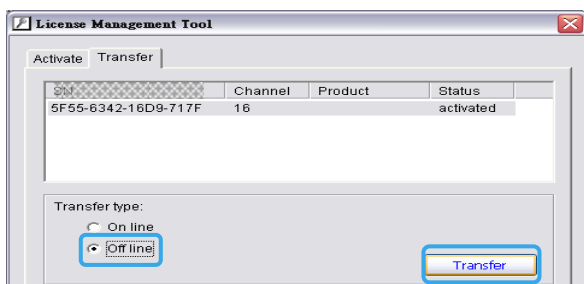 License Management Tool
Activate Transfer
SN Channel Product Status
5F55-6342-16D9-717F 16 activated
Transfer type:
On line
Off line
Transfer